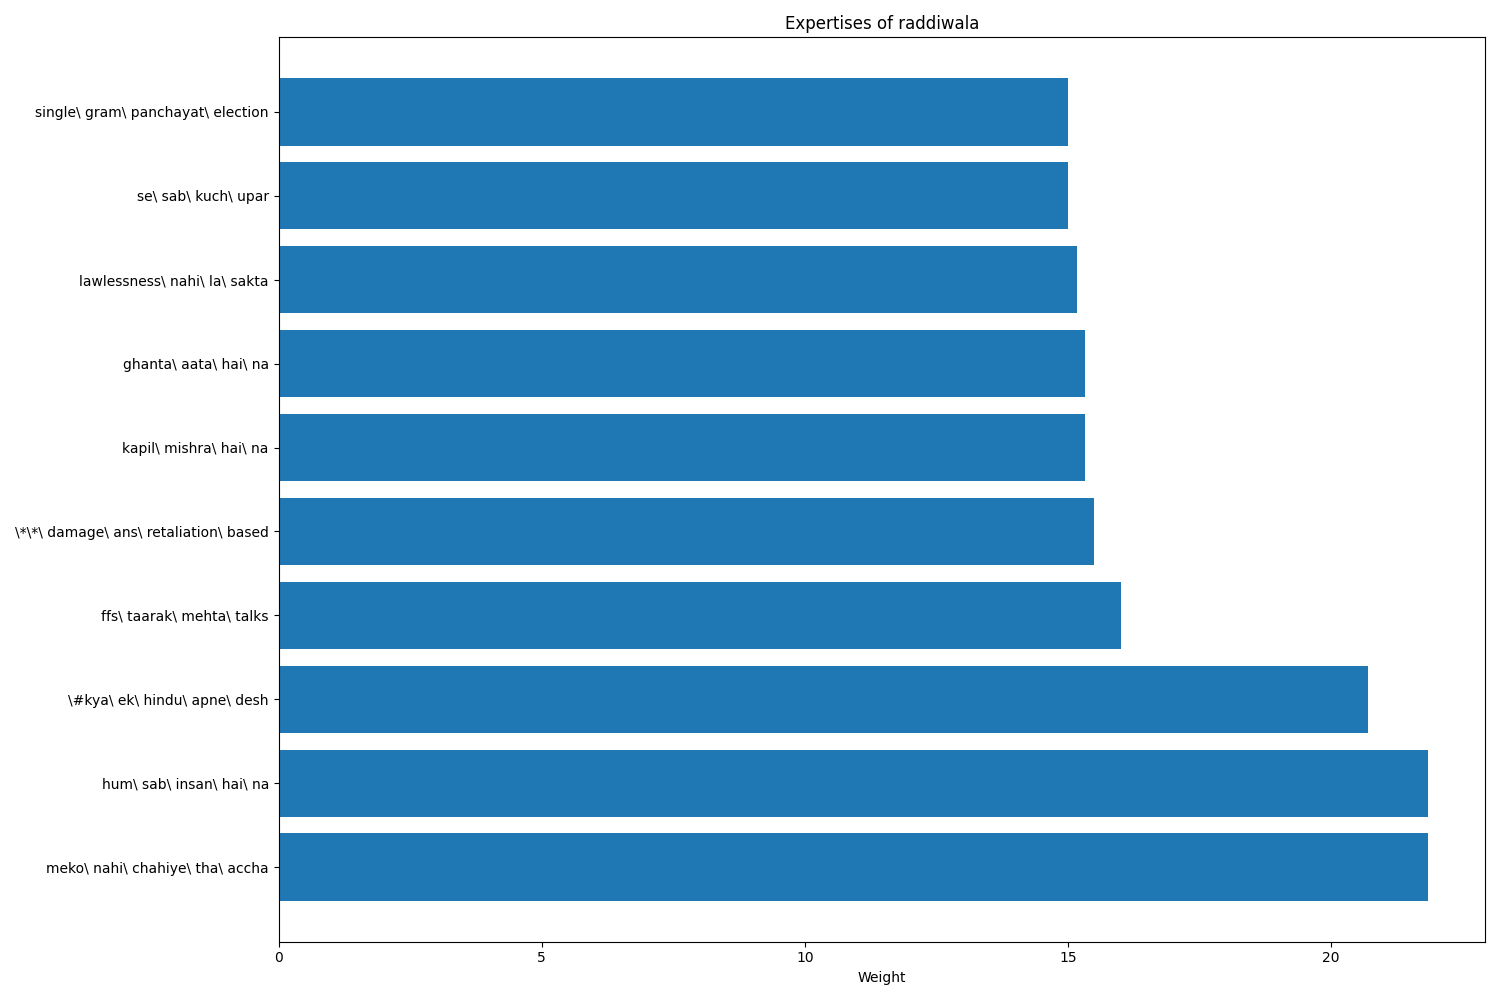 Expertises of raddiwala
single\ gram\ panchayat\ election
se\ sab\ kuch\ upar
lawlessness\ nahi\ la\ sakta
ghanta\ aata\ hai\ na
kapil\ mishra\ hai\ na
\*\*\ damage\ ans\ retaliation\ based
ffs\ taarak\ mehta\ talks
\#kya\ ek\ hindu\ apne\ desh
hum\ sab\ insan\ hai\ na
meko\ nahi\ chahiye\ tha\ accha
0 5 10 15 20
Weight